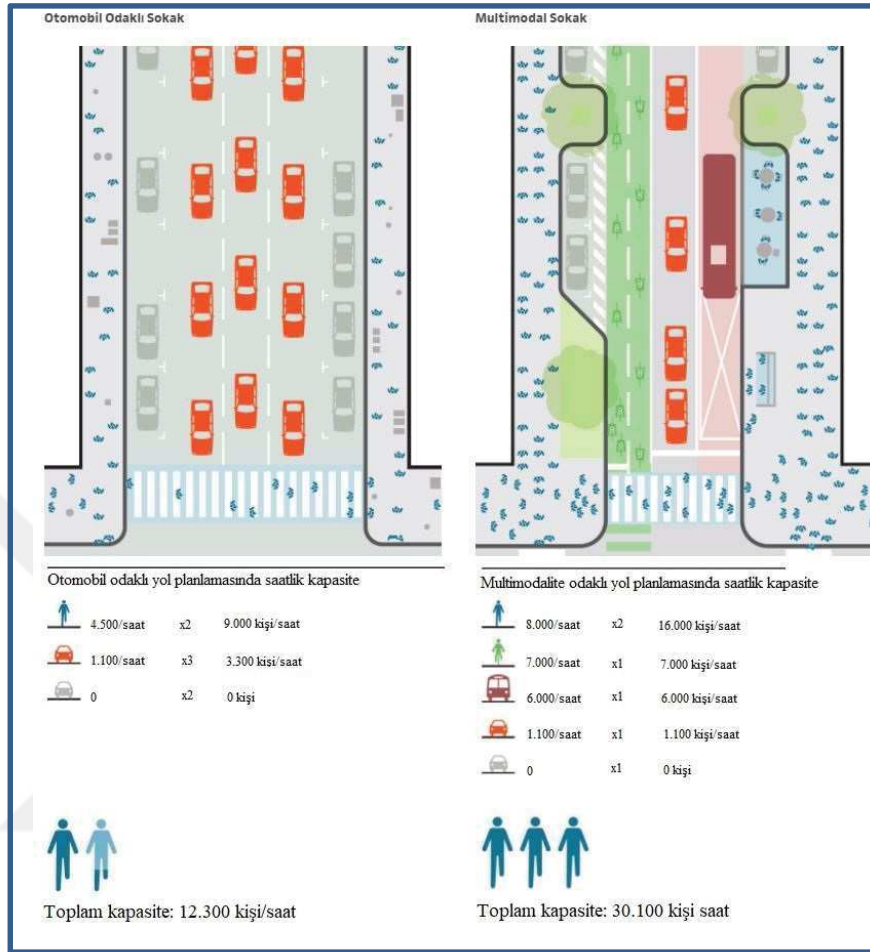 Otomobil Odaklı Sokak
Otomobil odaklı yol planlamasında saatlik kapasite
4.500/saat x2 9.000 kişi/saat
1.100/saat x3 3.300 kişi/saat
0 x2 0 kişi
Toplam kapasite: 12.300 kişi/saat
Multimodal Sokak
Multimodalite odaklı yol planlamasında saatlik kapasite
8.000/saat x2 16.000 kişi/saat
7.000/saat x1 7.000 kişi/saat
6.000/saat x1 6.000 kişi/saat
1.100/saat x1 1.100 kişi/saat
0 x1 0 kişi
Toplam kapasite: 30.100 kişi saat